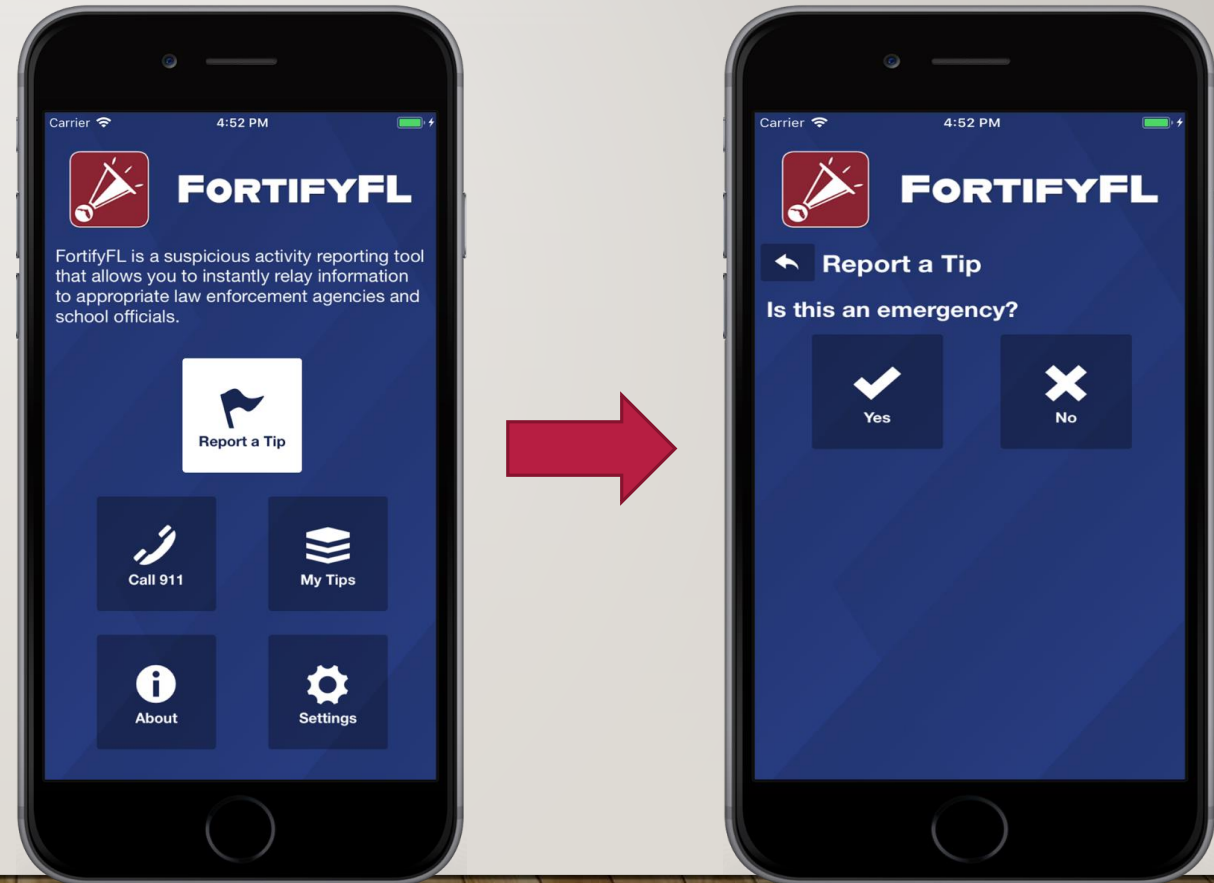 Carrier 4:52 PM
FORTIFYFL
FortifyFL is a suspicious activity reporting tool
that allows you to instantly relay information
to appropriate law enforcement agencies and
school officials.
Report a Tip
Call 911 My Tips
About Settings
Carrier 4:52 PM
FORTIFYFL
Report a Tip
Is this an emergency?
Yes No